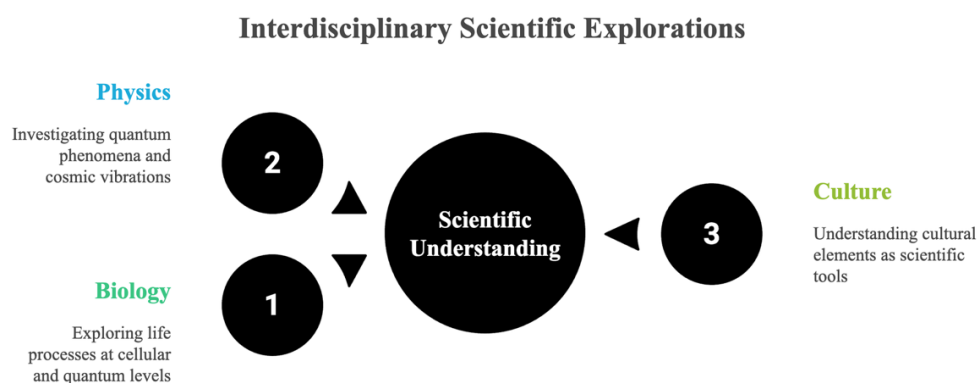 Interdisciplinary Scientific Explorations
Physics
Investigating quantum
phenomena and
cosmic vibrations
2
Scientific
Understanding
3
Culture
Understanding cultural
elements as scientific
tools
Biology
Exploring life
processes at cellular
and quantum levels
1